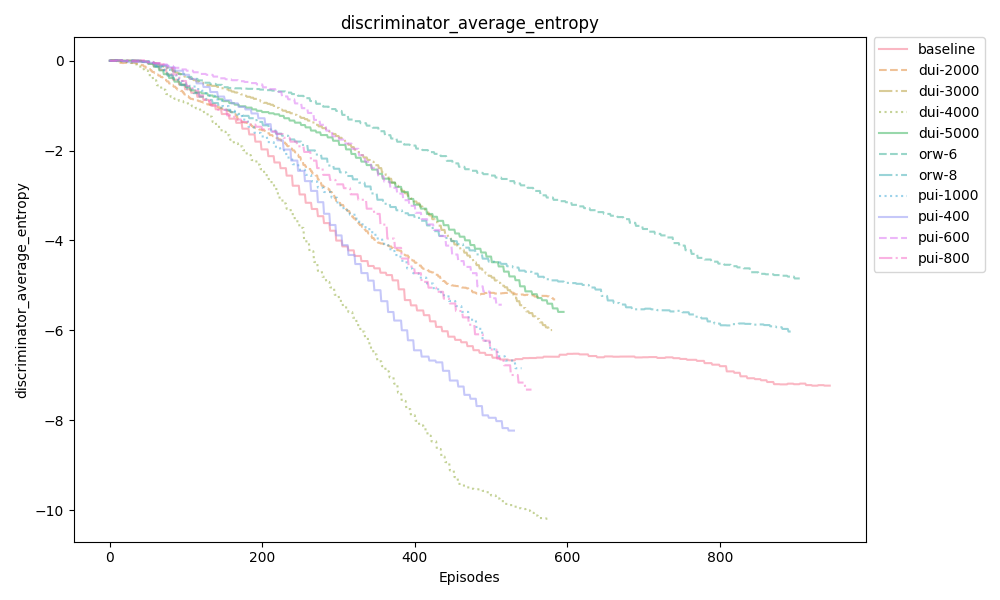 discriminator_average_entropy
discriminator_average_entropy
0
−2
−4
−6
−8
−10
0 200 400 600 800
Episodes
baseline
dui-2000
dui-3000
dui-4000
dui-5000
orw-6
orw-8
pui-1000
pui-400
pui-600
pui-800